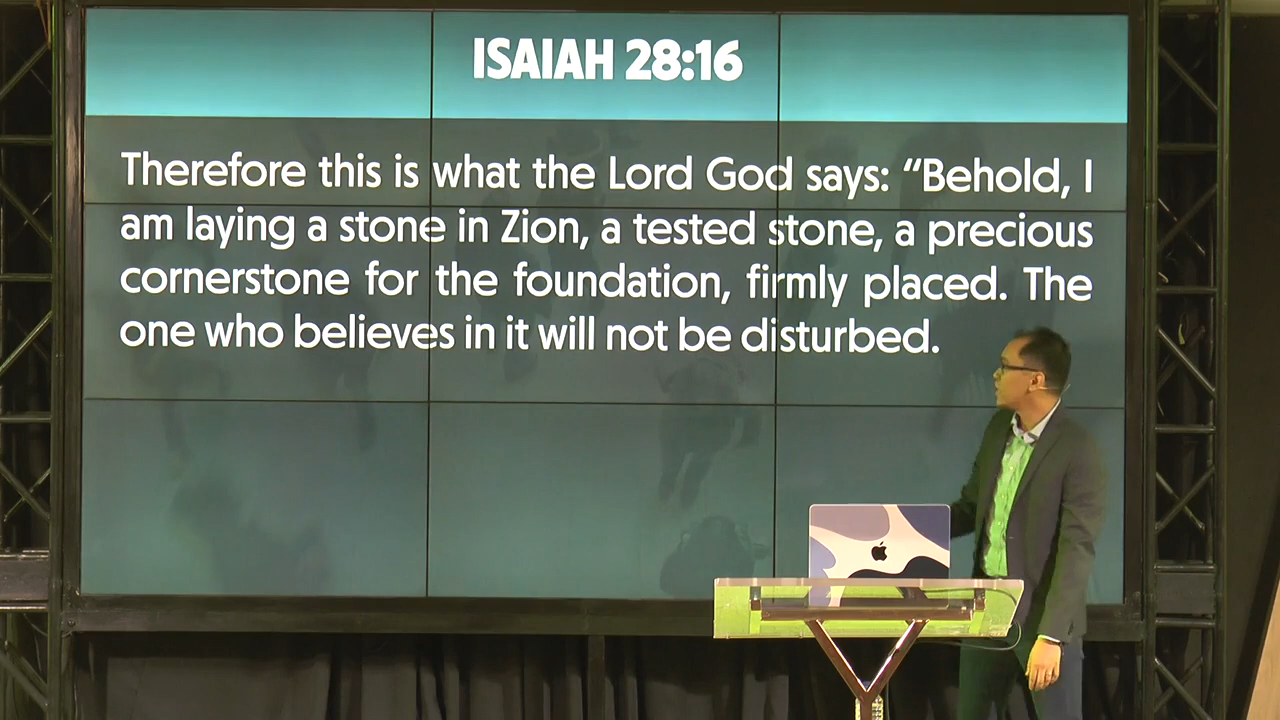 ISAIAH 28:16
Therefore this is what the Lord God says: “Behold, I
am laying a stone in Zion, a tested stone, a precious
cornerstone for the foundation, firmly placed. The
one who believes in it will not be disturbed.